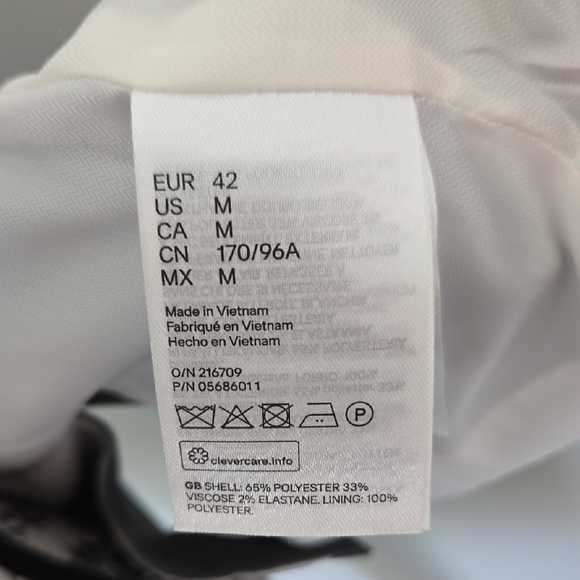 EUR 42
US M
CA M
CN 170/96A
MX M
Made in Vietnam
Fabriqué en Vietnam
Hecho en Vietnam
O/N 216709
P/N 05686011
P
clevercare.info
GB SHELL: 65% POLYESTER 33%
VISCOSE 2% ELASTANE. LINING: 100%
POLYESTER.